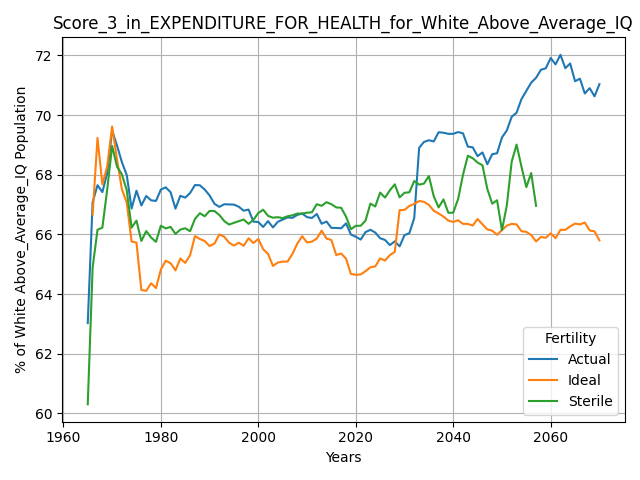 Score_3_in_EXPENDITURE_FOR_HEALTH_for_White_Above_Average_IQ
% of White Above_Average_IQ Population
72
70
68
66
64
62
60
1960
1980
2000
2020
2040
2060
Years
Fertility
Actual
Ideal
Sterile